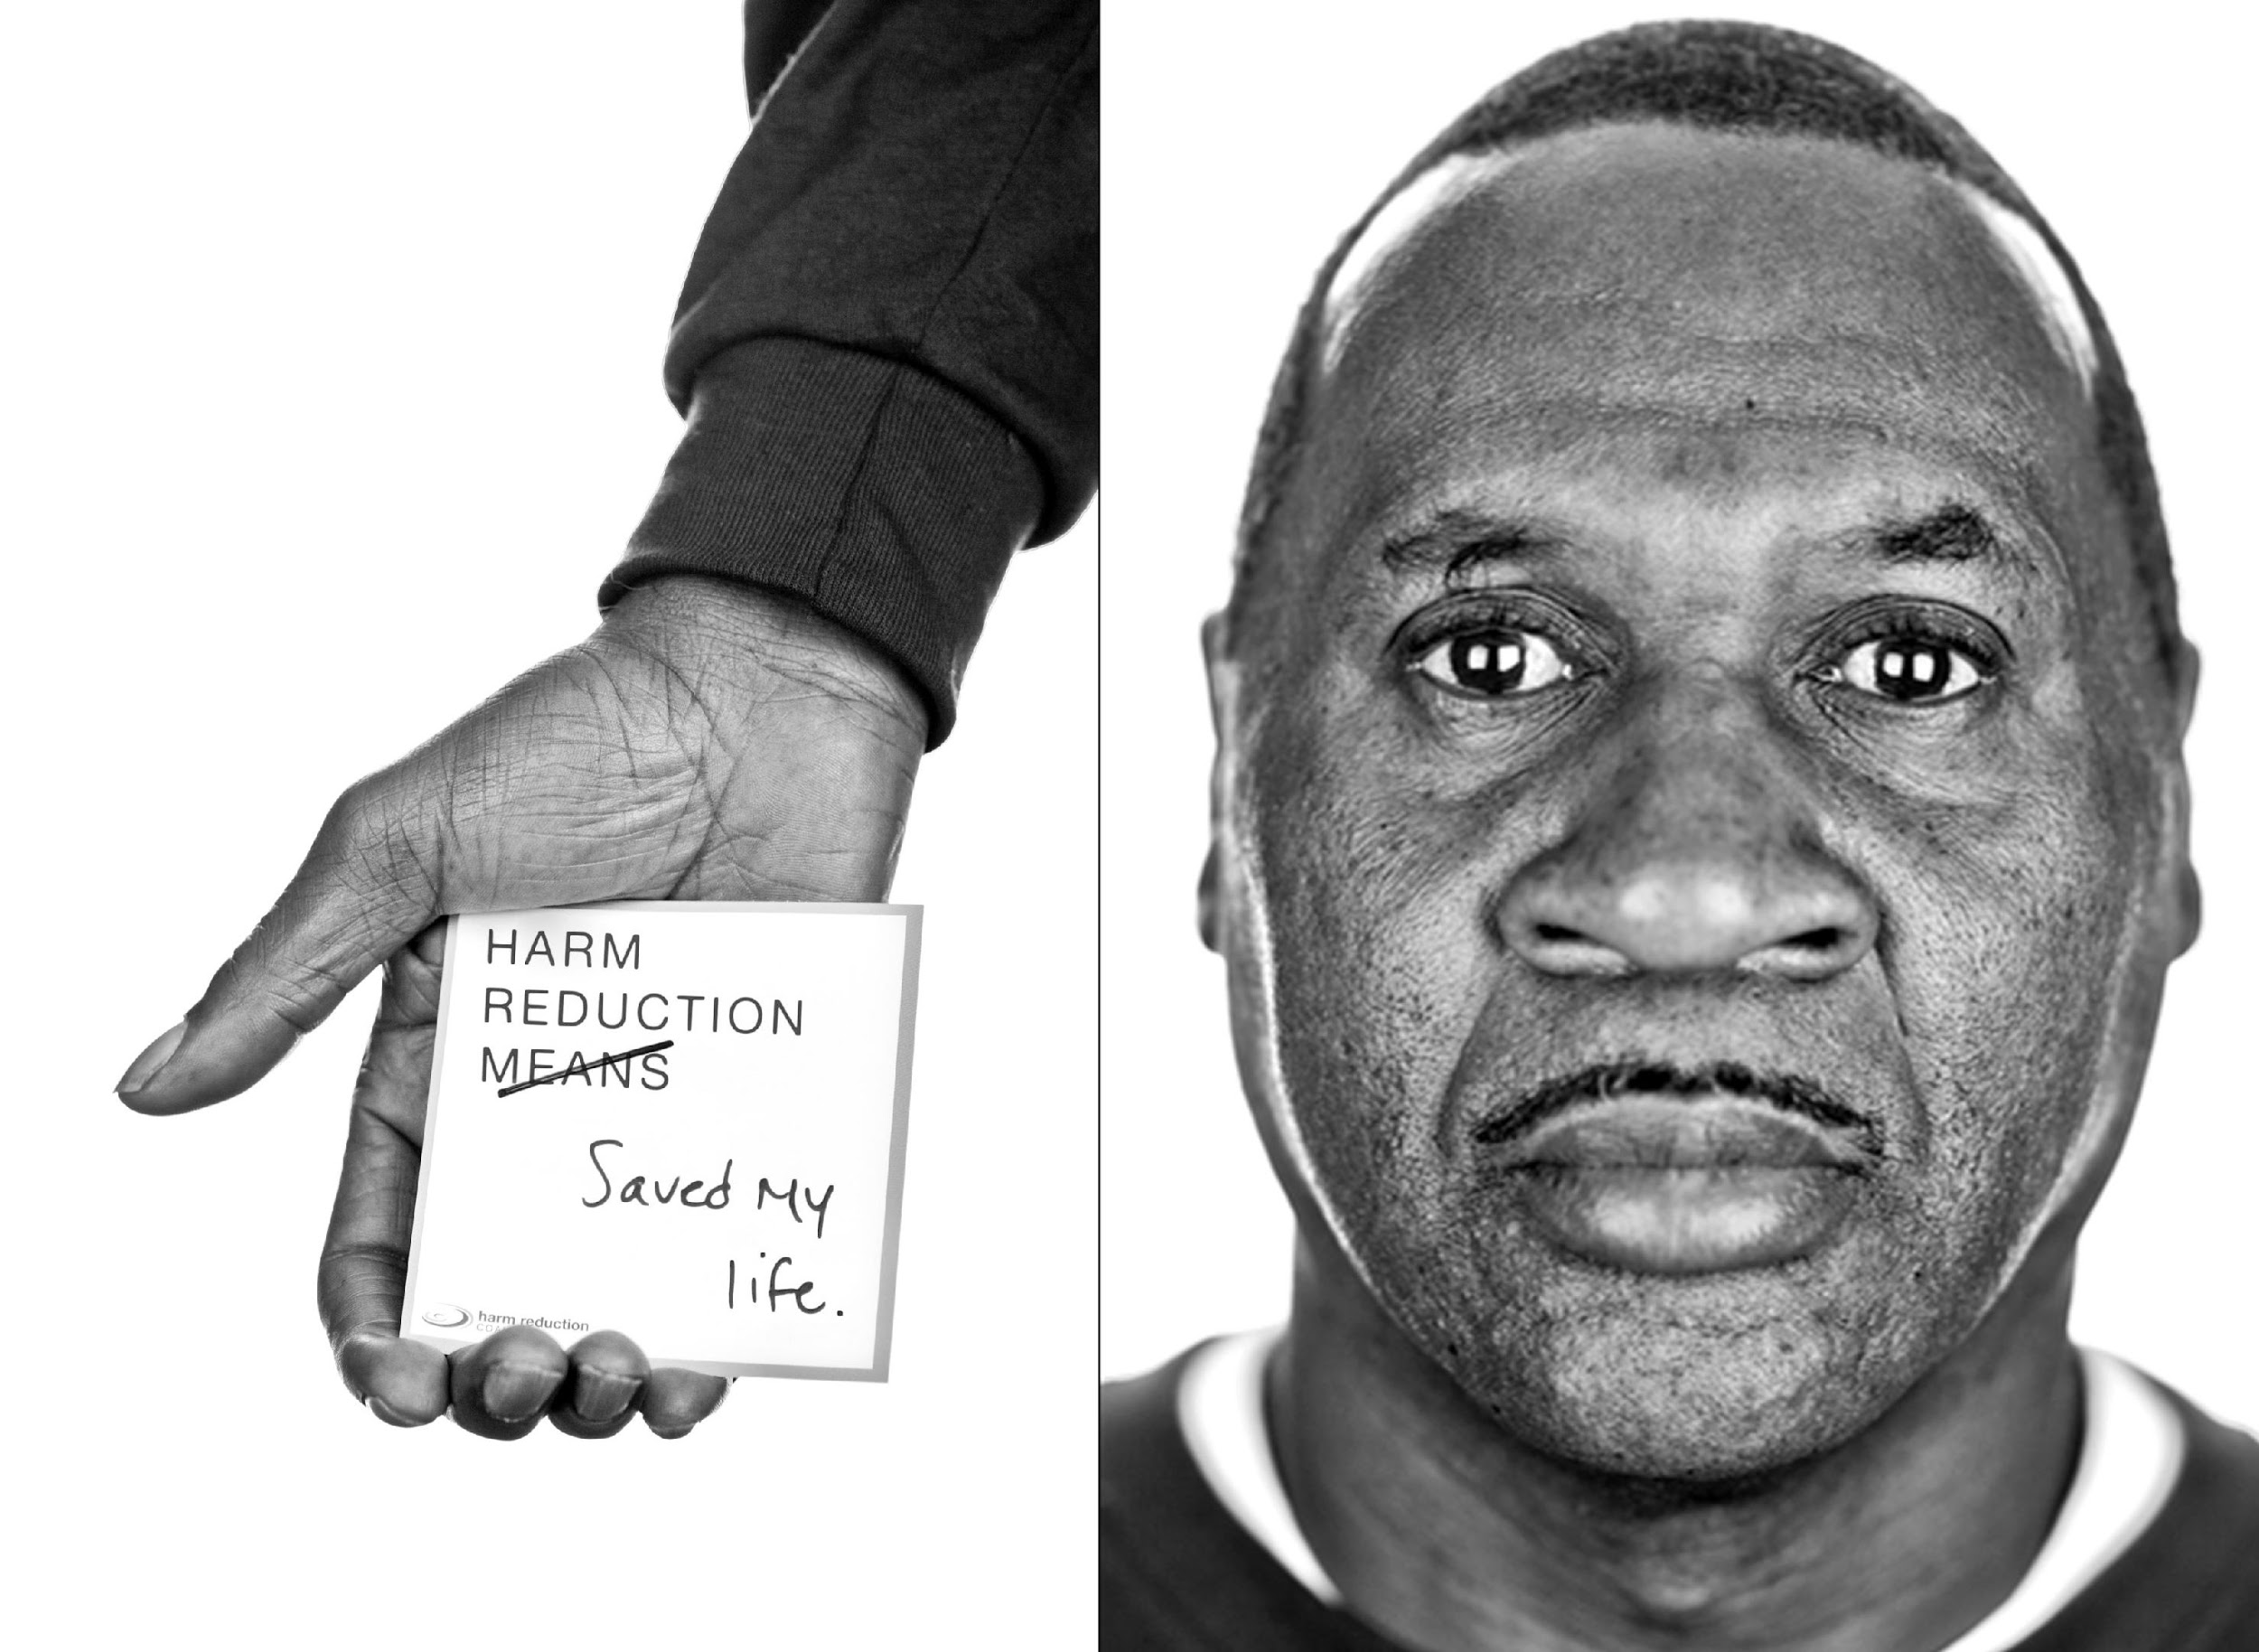 HARM
REDUCTION
MEANS
Saved My
life.
harm reduction